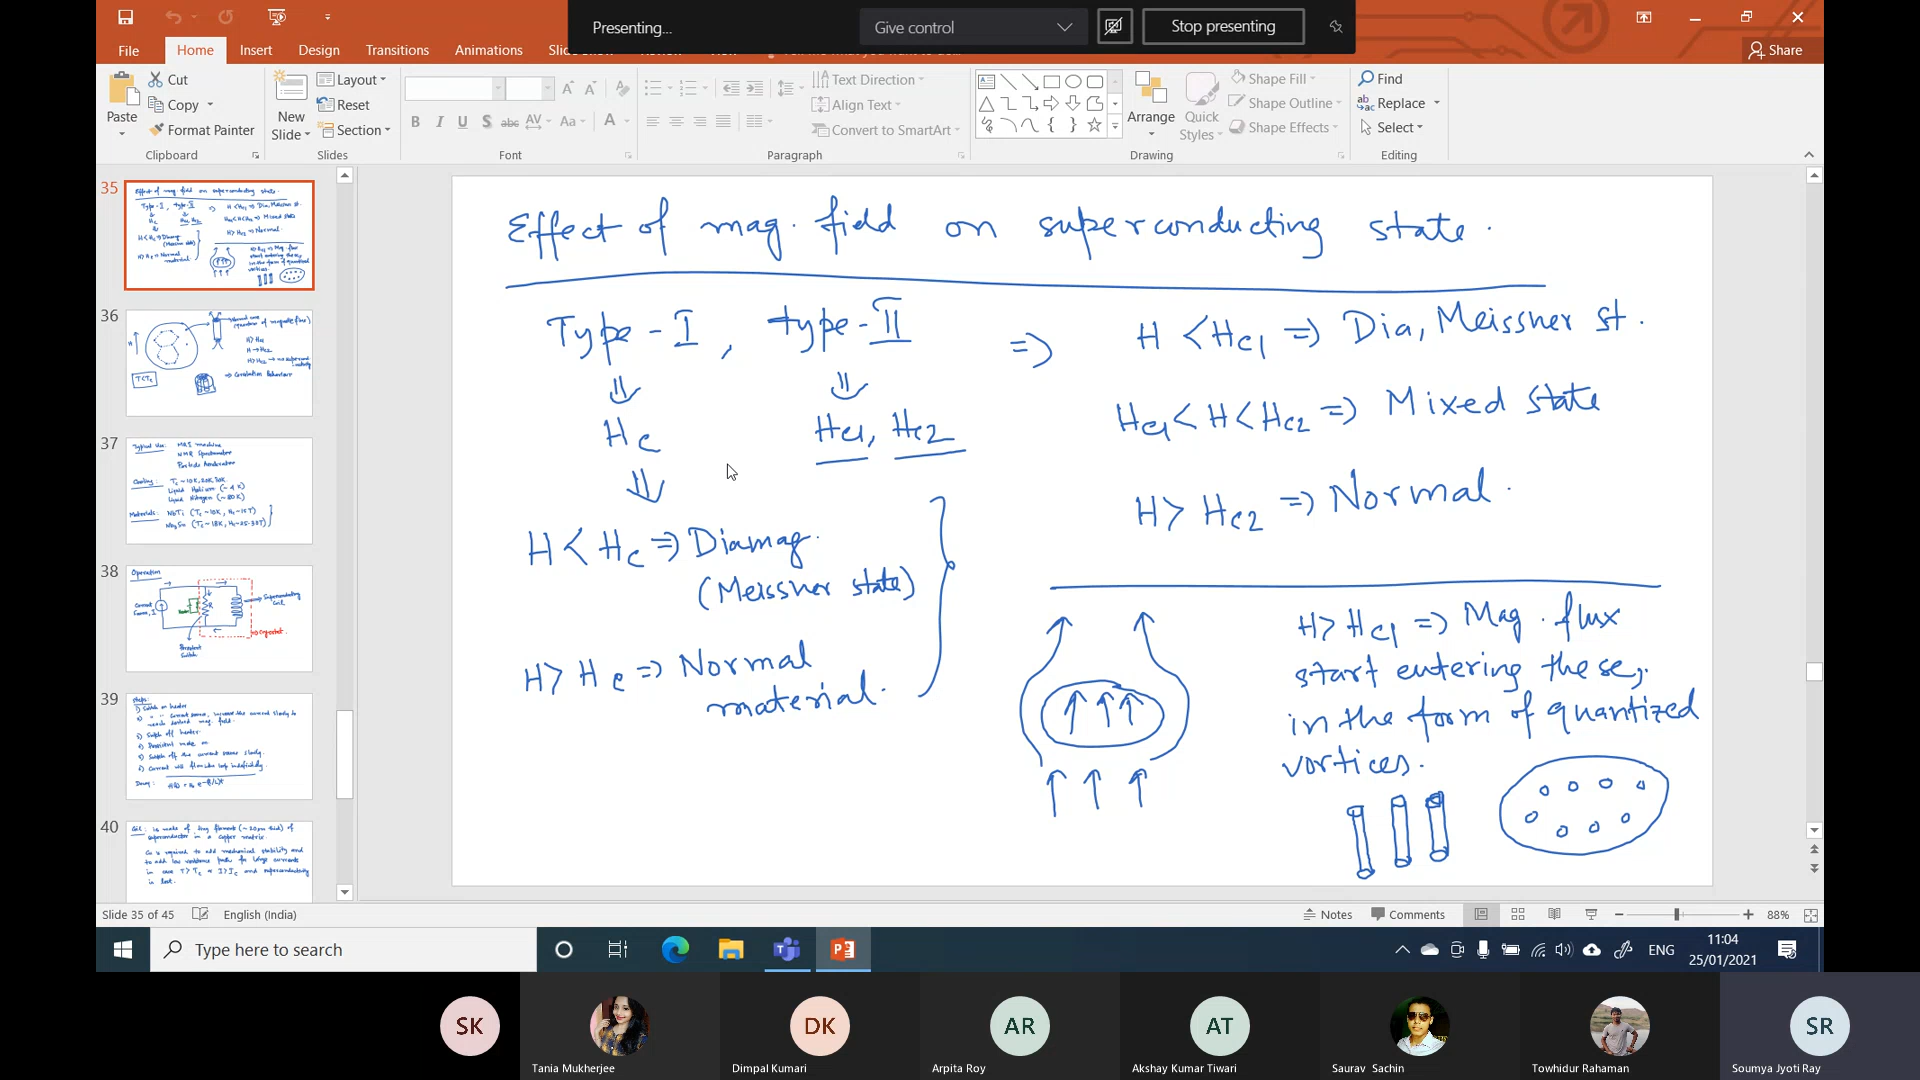 Presenting...
Give control
Stop presenting
File
Home
Insert
Design
Transitions
Animations
Share
Paste
Cut
Copy
Format Painter
Clipboard
New
Slide
Layout
Reset
Section
Slides
Font
Text Direction
Align Text
Convert to SmartArt
Paragraph
Arrange
Quick
Styles
Shape Fill
Shape Outline
Shape Effects
Drawing
Find
Replace
Select
Editing
35
36
37
38
39
40
Effect of mag. field on superconducting state.
Type-I, type-II
⇓ ⇓
Hc Hc1, Hc2
⇓
H < Hc ⇒ Diamag.
(Meissner state)
H > Hc ⇒ Normal
material.
⇒ H < Hc1 ⇒ Dia, Meissner st.
Hc1 < H < Hc2 ⇒ Mixed state
H > Hc2 ⇒ Normal.
H > Hc1 ⇒ Mag. flux
start entering the sc,
in the form of quantized
vortices.
Slide 35 of 45
English (India)
Notes
Comments
88%
Type here to search
ENG
11:04
25/01/2021
SK
Tania Mukherjee
DK
Dimpal Kumari
AR
Arpita Roy
AT
Akshay Kumar Tiwari
Saurav Sachin
Towhidur Rahaman
SR
Soumya Jyoti Ray